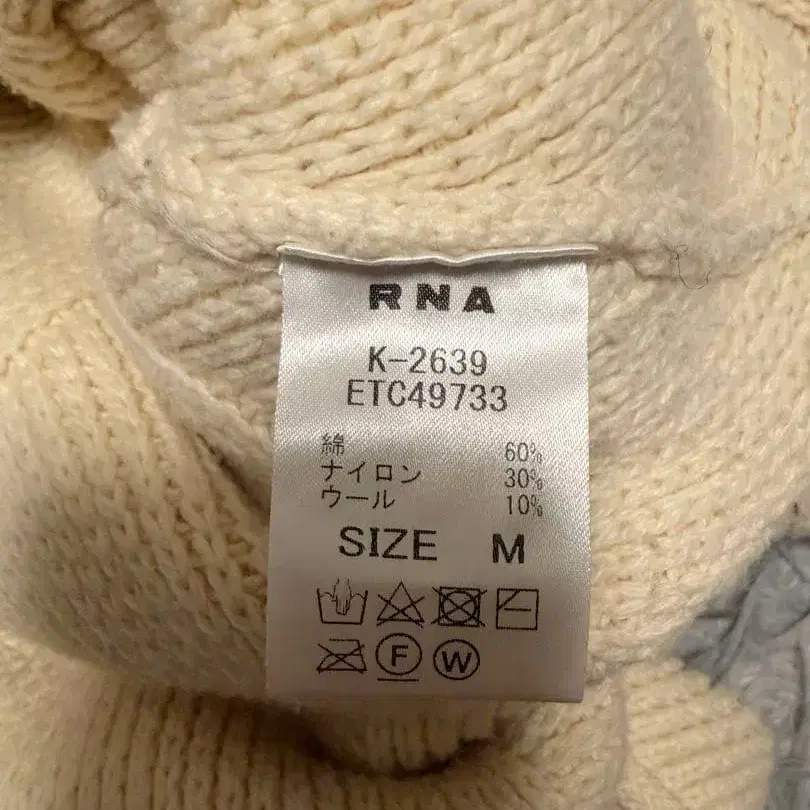 RNA
K-2639
ETC49733
綿 60%
ナイロン 30%
ウール 10%
SIZE M
F W